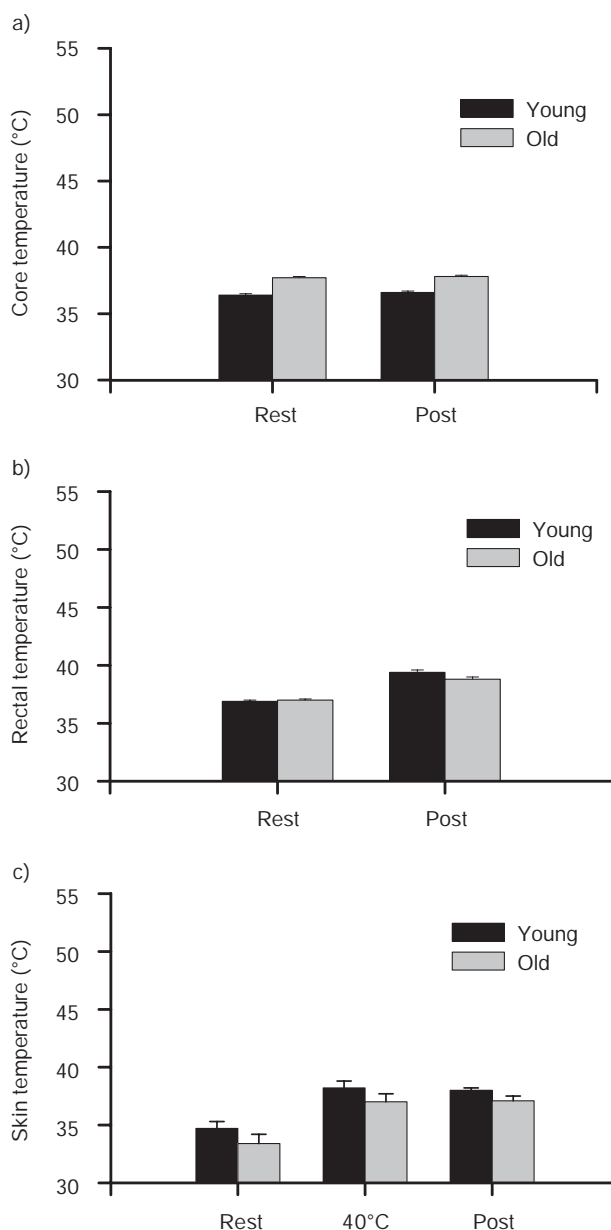 a)
Core temperature (°C)
55
50
45
40
35
30
Young
Old
Rest Post
b)
Rectal temperature (°C)
55
50
45
40
35
30
Young
Old
Rest Post
c)
Skin temperature (°C)
55
50
45
40
35
30
Young
Old
Rest 40°C Post